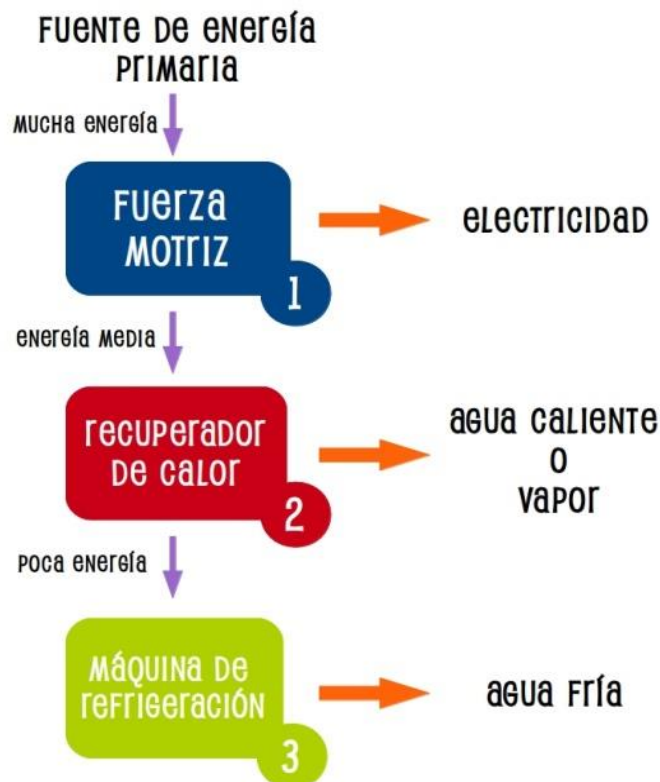 FUENTE DE ENERGÍA
PRIMARIA
MUCHA ENERGÍA
FUERZA
MOTRIZ
1
ELECTRICIDAD
ENERGÍA MEDIA
RECUPERADOR
DE CALOR
2
AGUA CALIENTE
O
VAPOR
POCA ENERGÍA
MÁQUINA DE
REFRIGERACIÓN
3
AGUA FRÍA